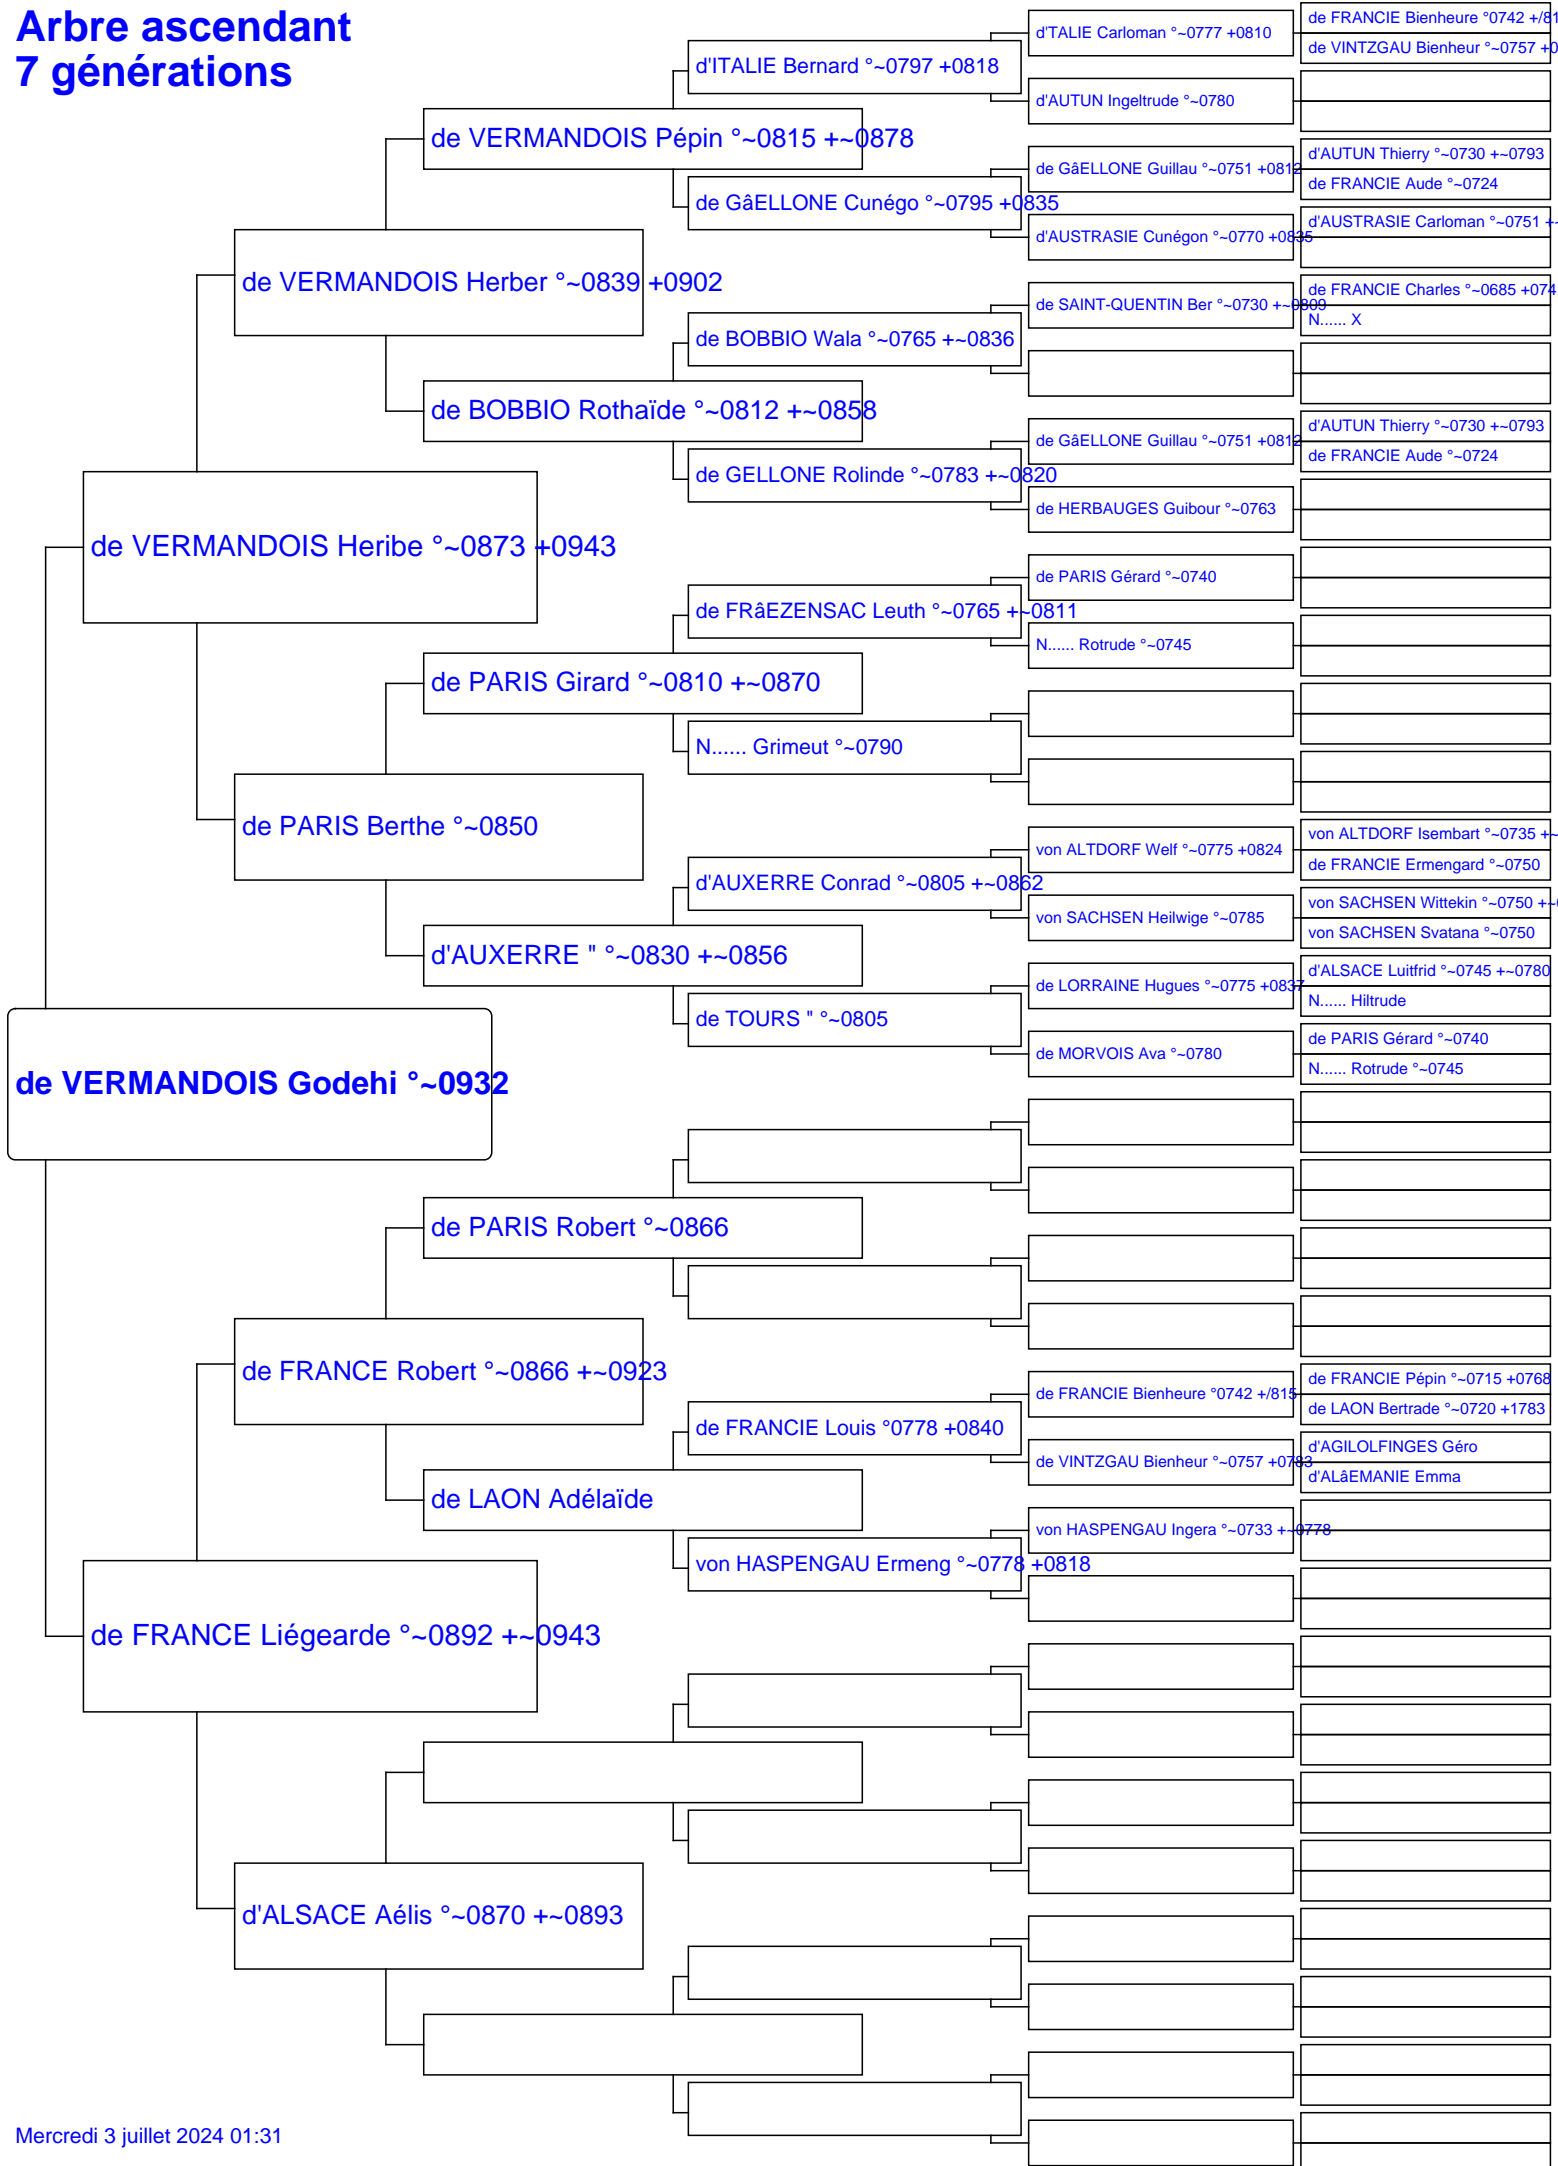 Arbre ascendant
7 générations
de VERMANDOIS Godehi °~0932
de VERMANDOIS Heribe °~0873 +0943
de FRANCE Liégearde °~0892 +~0943
de VERMANDOIS Herber °~0839 +0902
de PARIS Berthe °~0850
de FRANCE Robert °~0866 +~0923
d'ALSACE Aélis °~0870 +~0893
de VERMANDOIS Pépin °~0815 +~0878
de BOBBIO Rothaïde °~0812 +~0858
de PARIS Girard °~0810 +~0870
d'AUXERRE " °~0830 +~0856
de PARIS Robert °~0866
de LAON Adélaïde
d'ITALIE Bernard °~0797 +0818
de GâELLONE Cunégo °~0795 +0835
de BOBBIO Wala °~0765 +~0836
de GELLONE Rolinde °~0783 +~0820
de FRâEZENSAC Leuth °~0765 +~0811
N...... Grimeut °~0790
d'AUXERRE Conrad °~0805 +~0862
de TOURS " °~0805
de FRANCIE Louis °0778 +0840
von HASPENGAU Ermeng °~0778 +0818
d'TALIE Carloman °~0777 +0810
d'AUTUN Ingeltrude °~0780
de GâELLONE Guillau °~0751 +0812
d'AUSTRASIE Cunégon °~0770 +0835
de SAINT-QUENTIN Ber °~0730 +~0809
de GâELLONE Guillau °~0751 +0812
de HERBAUGES Guibour °~0763
de PARIS Gérard °~0740
N...... Rotrude °~0745
von ALTDORF Welf °~0775 +0824
von SACHSEN Heilwige °~0785
de LORRAINE Hugues °~0775 +0837
de MORVOIS Ava °~0780
de FRANCIE Bienheure °0742 +/815
de VINTZGAU Bienheur °~0757 +0783
von HASPENGAU Ingera °~0733 +~0778
de FRANCIE Bienheure °0742 +/81
de VINTZGAU Bienheur °~0757 +0
d'AUTUN Thierry °~0730 +~0793
de FRANCIE Aude °~0724
d'AUSTRASIE Carloman °~0751 +~
de FRANCIE Charles °~0685 +074
N...... X
d'AUTUN Thierry °~0730 +~0793
de FRANCIE Aude °~0724
von ALTDORF Isembart °~0735 +~
de FRANCIE Ermengard °~0750
von SACHSEN Wittekin °~0750 +~0
von SACHSEN Svatana °~0750
d'ALSACE Luitfrid °~0745 +~0780
N...... Hiltrude
de PARIS Gérard °~0740
N...... Rotrude °~0745
de FRANCIE Pépin °~0715 +0768
de LAON Bertrade °~0720 +1783
d'AGILOLFINGES Géro
d'ALâEMANIE Emma
Mercredi 3 juillet 2024 01:31